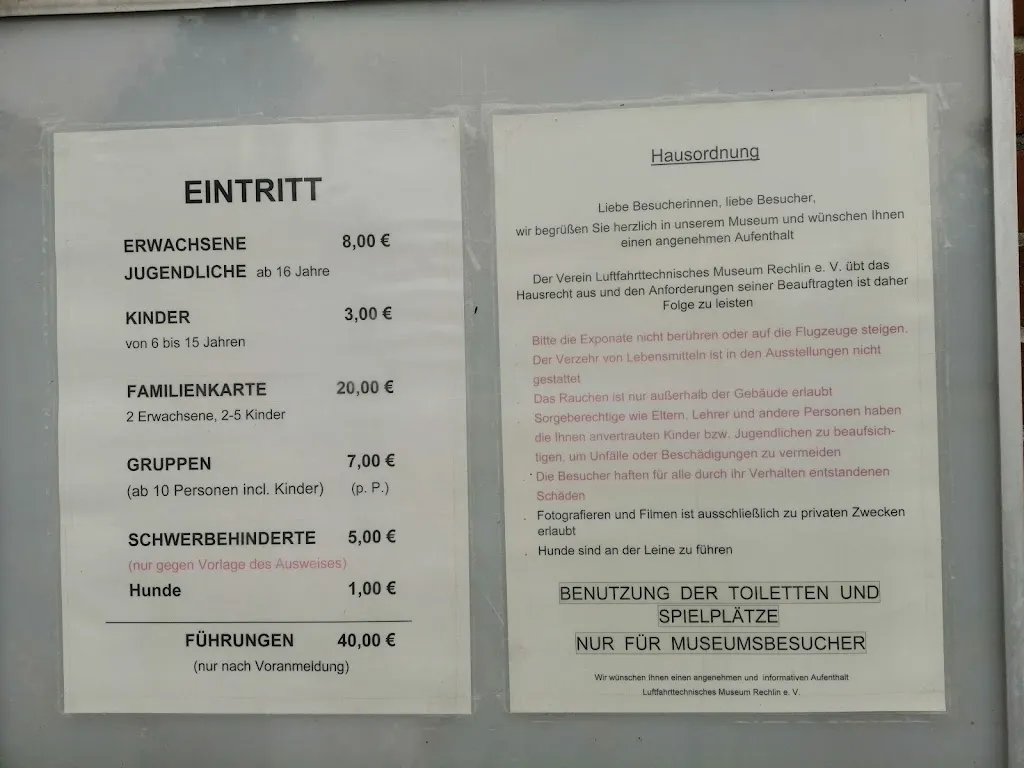 EINTRITT
ERWACHSENE 8,00 €
JUGENDLICHE ab 16 Jahre
KINDER 3,00 €
von 6 bis 15 Jahren
FAMILIENKARTE 20,00 €
2 Erwachsene, 2-5 Kinder
GRUPPEN 7,00 €
(ab 10 Personen incl. Kinder) (p. P.)
SCHWERBEHINDERTE 5,00 €
(nur gegen Vorlage des Ausweises)
Hunde 1,00 €
FÜHRUNGEN 40,00 €
(nur nach Voranmeldung)
Hausordnung
Liebe Besucherinnen, liebe Besucher,
wir begrüßen Sie herzlich in unserem Museum und wünschen Ihnen
einen angenehmen Aufenthalt
Der Verein Luftfahrttechnisches Museum Rechlin e. V. übt das
Hausrecht aus und den Anforderungen seiner Beauftragten ist daher
Folge zu leisten
Bitte die Exponate nicht berühren oder auf die Flugzeuge steigen.
Der Verzehr von Lebensmitteln ist in den Ausstellungen nicht
gestattet
Das Rauchen ist nur außerhalb der Gebäude erlaubt
Sorgeberechtige wie Eltern, Lehrer und andere Personen haben
die Ihnen anvertrauten Kinder bzw. Jugendlichen zu beaufsich-
tigen, um Unfälle oder Beschädigungen zu vermeiden
Die Besucher haften für alle durch ihr Verhalten entstandenen
Schäden
Fotografieren und Filmen ist ausschließlich zu privaten Zwecken
erlaubt
Hunde sind an der Leine zu führen
BENUTZUNG DER TOILETTEN UND
SPIELPLÄTZE
NUR FÜR MUSEUMSBESUCHER
Wir wünschen Ihnen einen angenehmen und informativen Aufenthalt
Luftfahrttechnisches Museum Rechlin e. V.